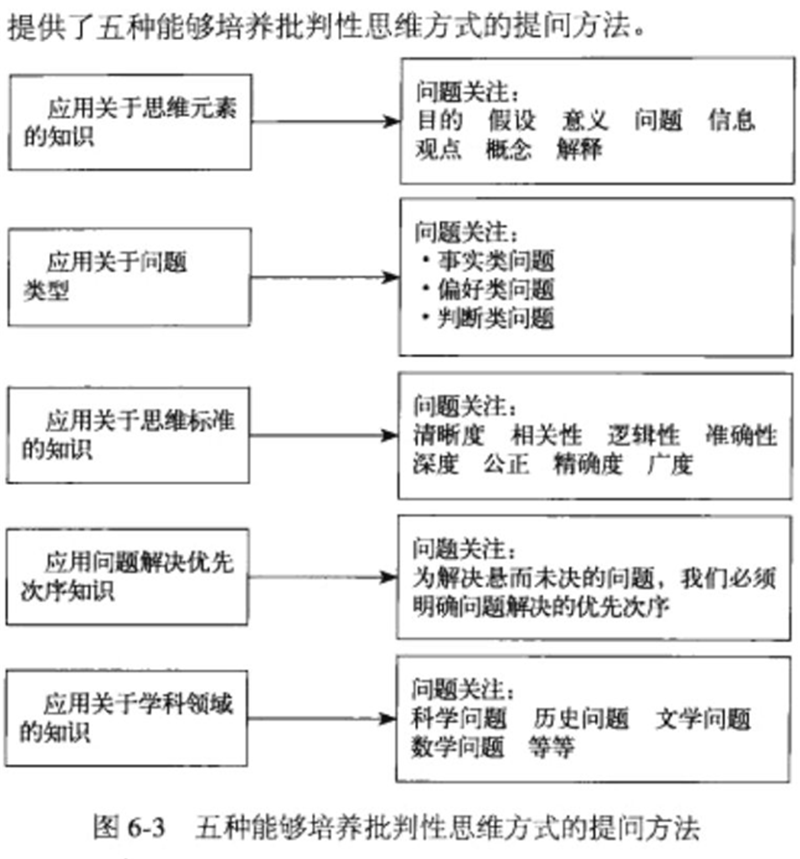 提供了五种能够培养批判性思维方式的提问方法。
应用关于思维元素
的知识
问题关注：
目的 假设 意义 问题 信息
观点 概念 解释
应用关于问题
类型
问题关注：
·事实类问题
·偏好类问题
·判断类问题
应用关于思维标准
的知识
问题关注：
清晰度 相关性 逻辑性 准确性
深度 公正 精确度 广度
应用问题解决优先
次序知识
问题关注：
为解决悬而未决的问题，我们必须
明确问题解决的优先次序
应用关于学科领域
的知识
问题关注：
科学问题 历史问题 文学问题
数学问题 等等
图 6-3 五种能够培养批判性思维方式的提问方法